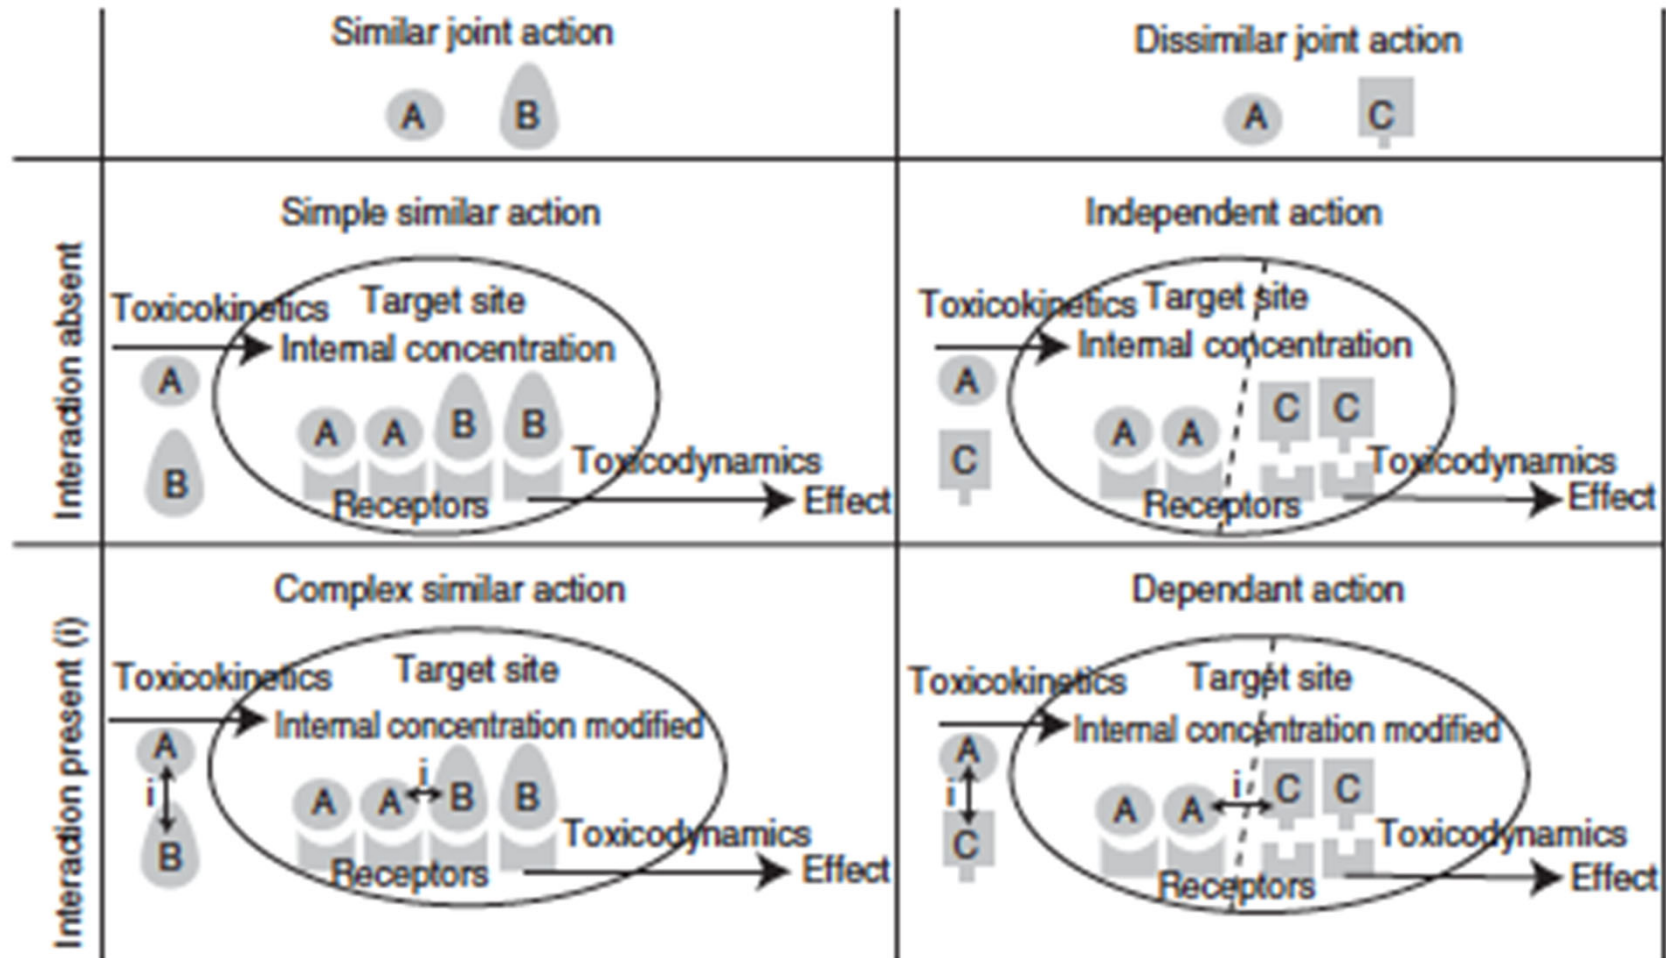 Similar joint action
A
B
Dissimilar joint action
A
C
Interaction absent
Simple similar action
Toxicokinetics
Target site
Internal concentration
A
B
A
A
B
B
Receptors
Toxicodynamics
Effect
Independent action
Toxicokinetics
Target site
Internal concentration
A
C
A
A
C
C
Receptors
Toxicodynamics
Effect
Interaction present (i)
Complex similar action
Toxicokinetics
Target site
Internal concentration modified
A
i
B
A
A
i
B
B
Receptors
Toxicodynamics
Effect
Dependant action
Toxicokinetics
Target site
Internal concentration modified
A
i
C
A
A
i
C
C
Receptors
Toxicodynamics
Effect